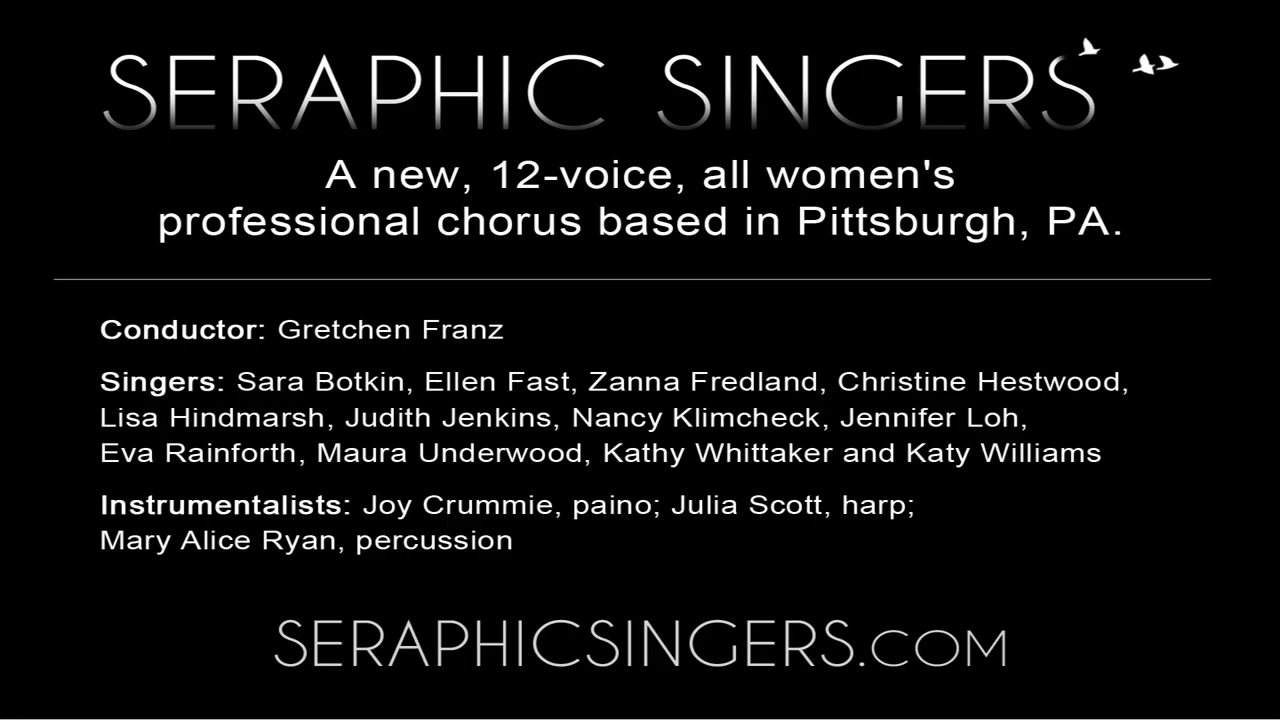 SERAPHIC SINGERS
A new, 12-voice, all women's
professional chorus based in Pittsburgh, PA.
Conductor: Gretchen Franz
Singers: Sara Botkin, Ellen Fast, Zanna Fredland, Christine Hestwood,
Lisa Hindmarsh, Judith Jenkins, Nancy Klimcheck, Jennifer Loh,
Eva Rainforth, Maura Underwood, Kathy Whittaker and Katy Williams
Instrumentalists: Joy Crummie, paino; Julia Scott, harp;
Mary Alice Ryan, percussion
SERAPHICSINGERS.COM